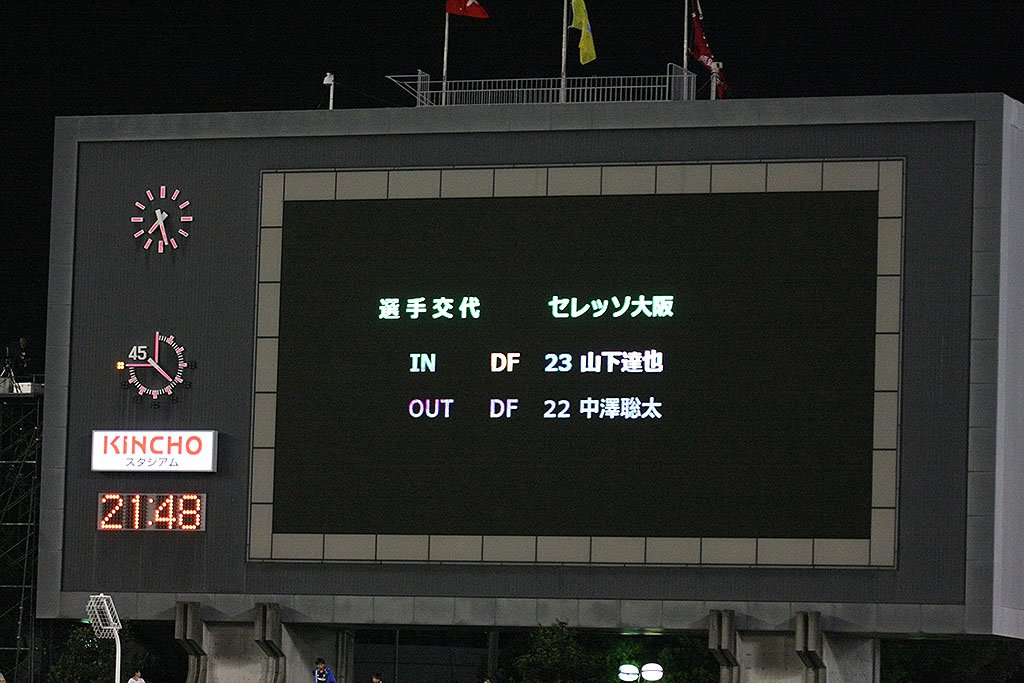 選手交代 セレッソ大阪
IN DF 23 山下達也
OUT DF 22 中澤聡太
45
KINCHO
スタジアム
21:48